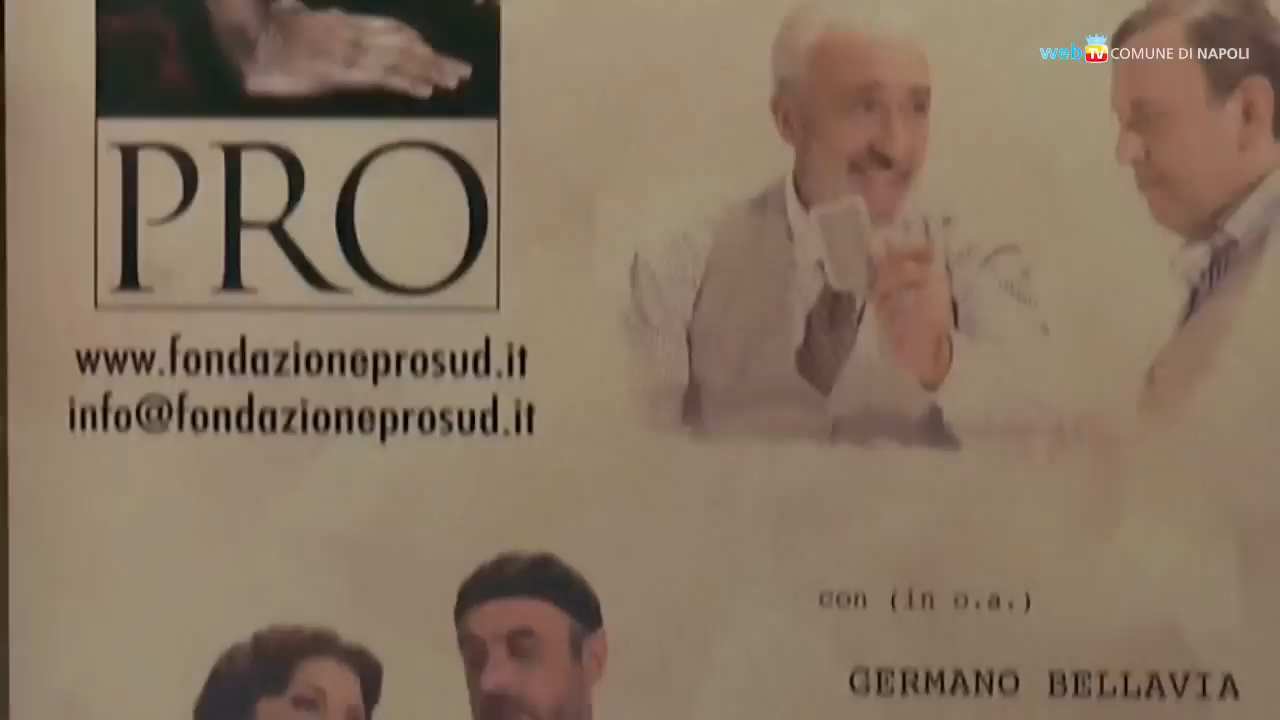 web TV COMUNE DI NAPOLI
PRO
www.fondazioneprosud.it
info@fondazioneprosud.it
con (in o.a.)
GERMANO BELLAVIA